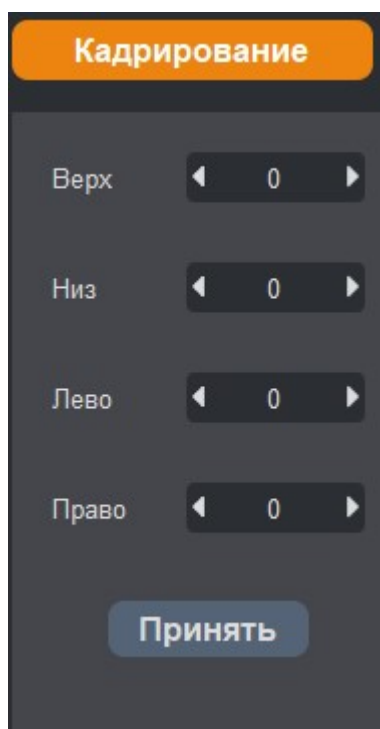 Кадрирование
Верх 0
Низ 0
Лево 0
Право 0
Принять